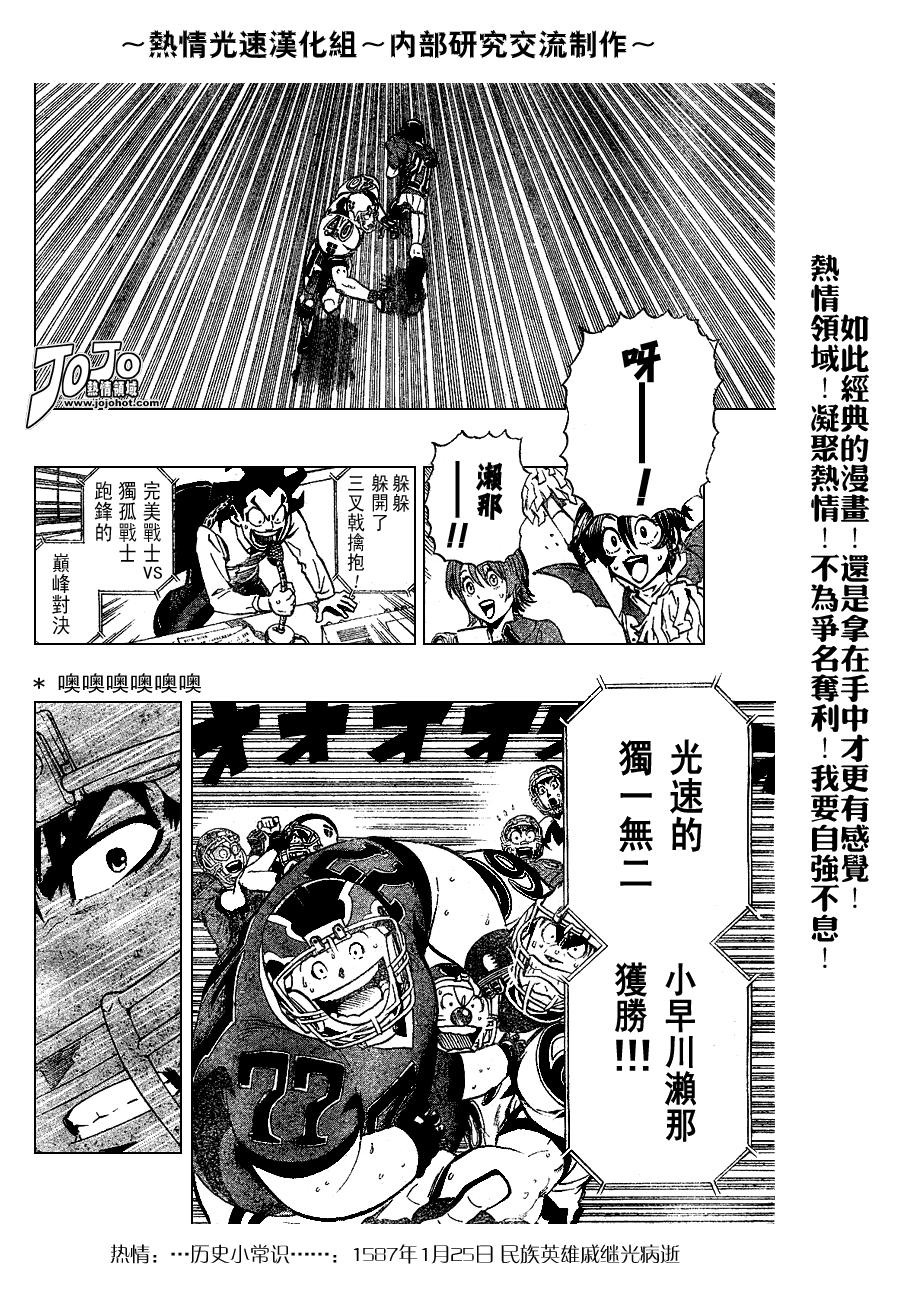 ～熱情光速漢化組～内部研究交流制作～
40
21
JOJO
熱情領域
www.jojohot.com
呀——！
瀨那——!!
躲躲
躲開了
三叉戟擒抱！
完美戰士VS
獨孤戰士
跑鋒的
巔峰對決
* 噢噢噢噢噢噢
オオオオ
光速的
獨一無二
小早川瀨那
獲勝!!!
77
77
如此經典的漫畫！還是拿在手中才更有感覺！
熱情領域！凝聚熱情！不為爭名奪利！我要自強不息！
热情：…历史小常识……：1587年1月25日 民族英雄戚继光病逝